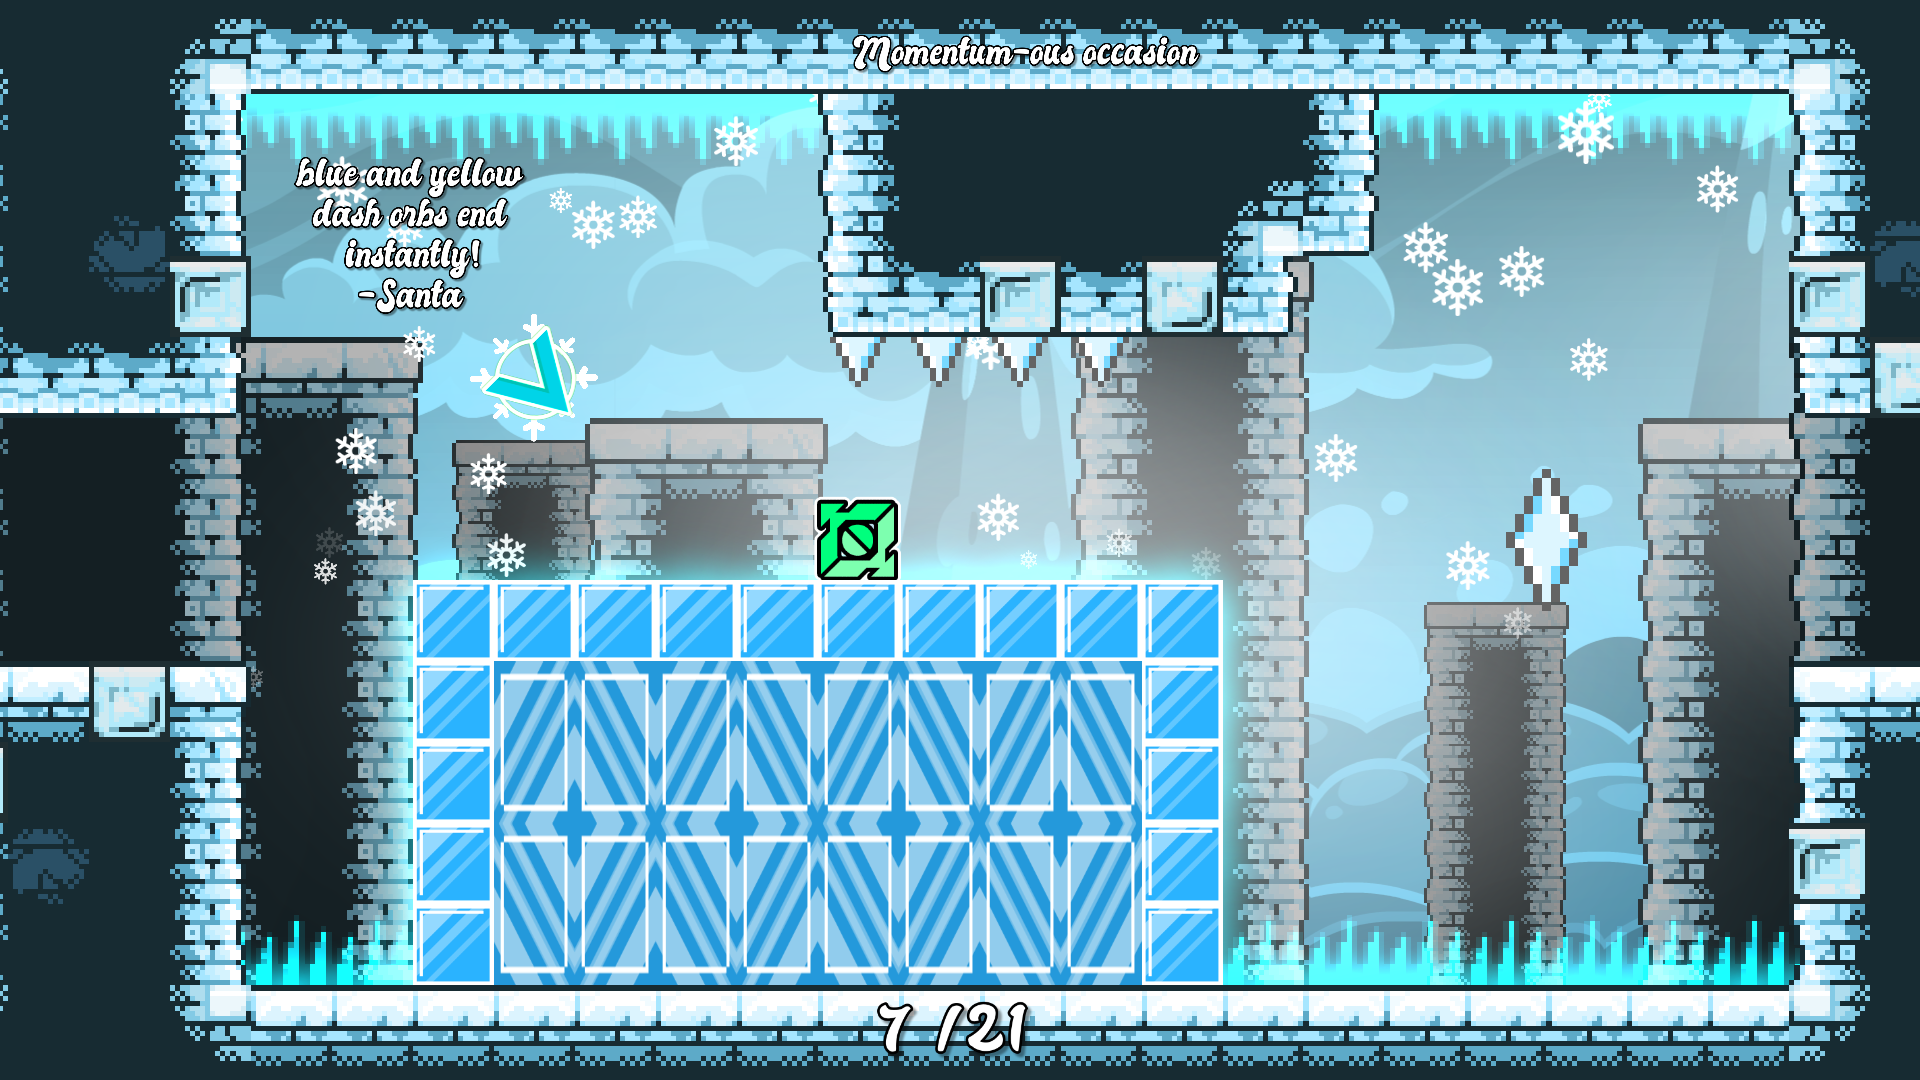 Momentum-ous occasion
blue and yellow
dash orbs end
instantly!
-Santa
7 /21